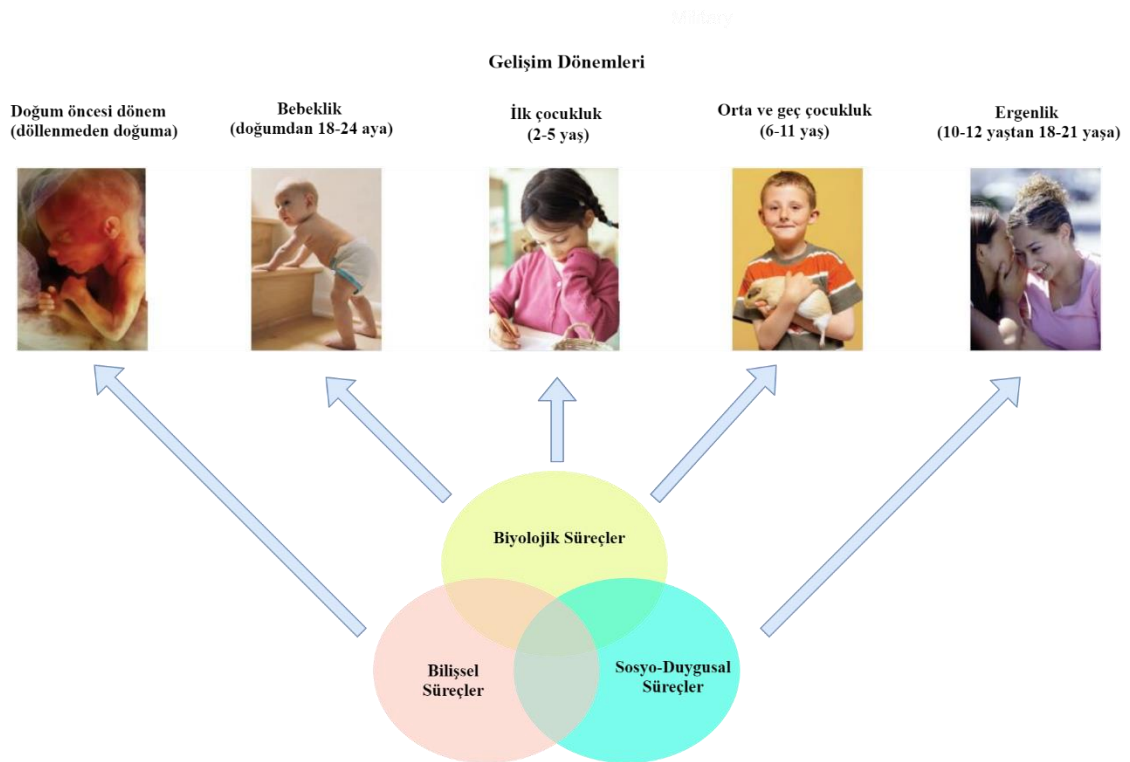 Military
Gelişim Dönemleri
Doğum öncesi dönem
(döllenmeden doğuma)
Bebeklik
(doğumdan 18-24 aya)
İlk çocukluk
(2-5 yaş)
Orta ve geç çocukluk
(6-11 yaş)
Ergenlik
(10-12 yaştan 18-21 yaşa)
Biyolojik Süreçler
Bilişsel
Süreçler
Sosyo-Duygusal
Süreçler